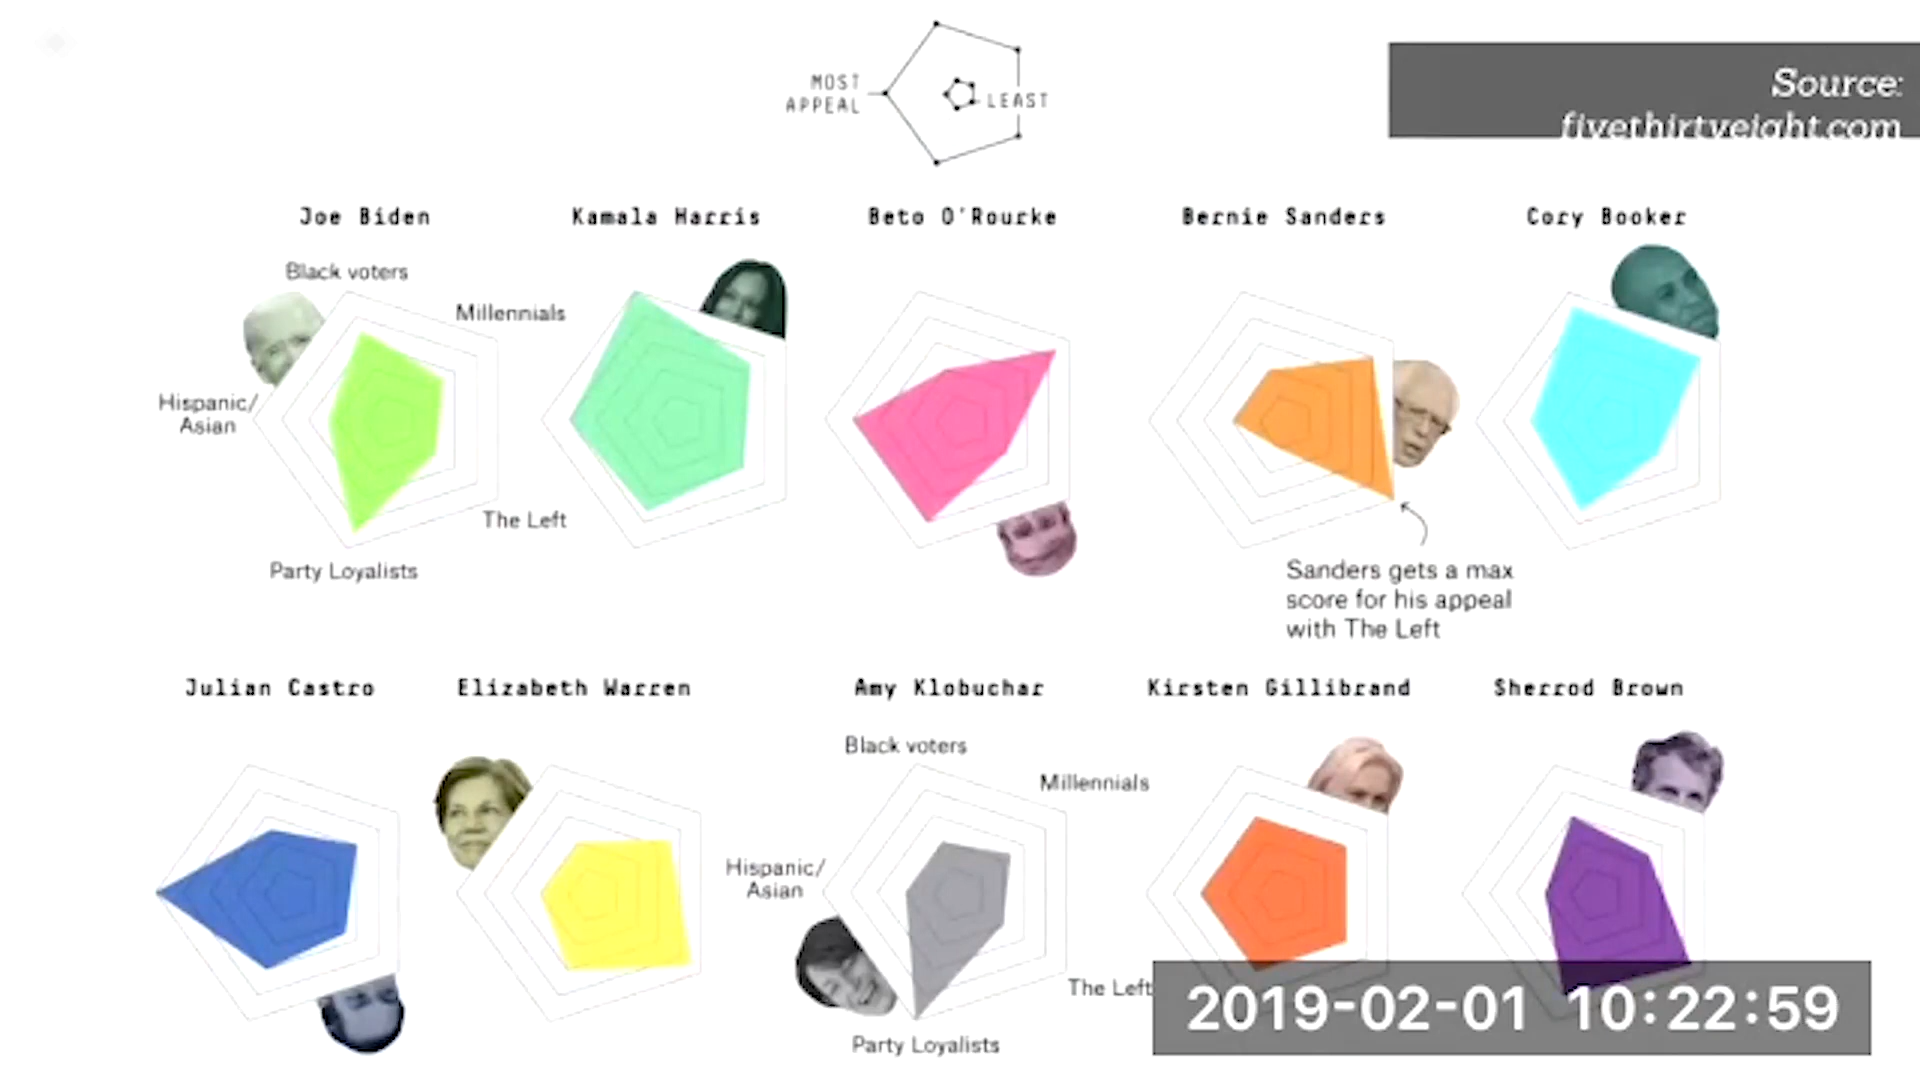 MOST
APPEAL
LEAST
Source:
fivethirtyeight.com
Joe Biden
Kamala Harris
Beto O'Rourke
Bernie Sanders
Cory Booker
Black voters
Millennials
Hispanic/
Asian
The Left
Party Loyalists
Sanders gets a max
score for his appeal
with The Left
Julian Castro
Elizabeth Warren
Amy Klobuchar
Kirsten Gillibrand
Sherrod Brown
Black voters
Millennials
Hispanic/
Asian
The Left
Party Loyalists
2019-02-01 10:22:59